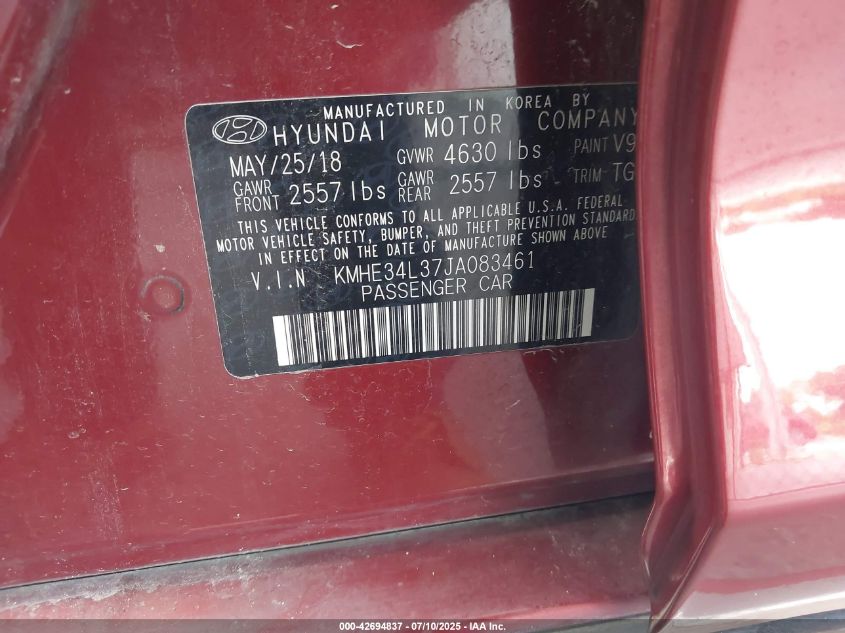 MANUFACTURED IN KOREA BY
HYUNDAI MOTOR COMPANY
MAY/25/18 GVWR 4630 lbs PAINT V9
GAWR FRONT 2557 lbs GAWR REAR 2557 lbs TRIM TG
THIS VEHICLE CONFORMS TO ALL APPLICABLE U.S.A. FEDERAL
MOTOR VEHICLE SAFETY, BUMPER, AND THEFT PREVENTION STANDARD
IN EFFECT ON THE DATE OF MANUFACTURE SHOWN ABOVE
V.I.N KMHE34L37JA083461
PASSENGER CAR
000-42694837 - 07/10/2025 - IAA Inc.